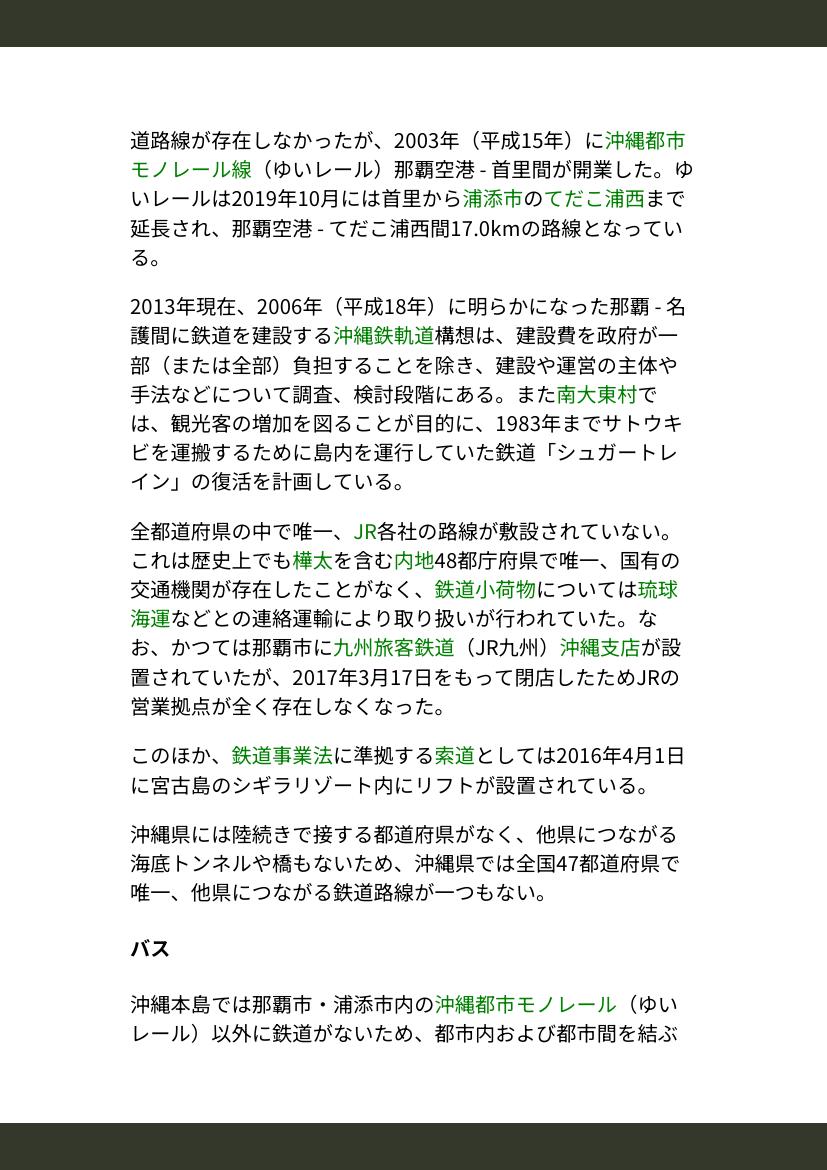 道路線が存在しなかったが、2003年（平成15年）に沖縄都市
モノレール線（ゆいレール）那覇空港 - 首里間が開業した。ゆ
いレールは2019年10月には首里から浦添市のてだこ浦西まで
延長され、那覇空港 - てだこ浦西間17.0kmの路線となってい
る。
2013年現在、2006年（平成18年）に明らかになった那覇 - 名
護間に鉄道を建設する沖縄鉄軌道構想は、建設費を政府が一
部（または全部）負担することを除き、建設や運営の主体や
手法などについて調査、検討段階にある。また南大東村で
は、観光客の増加を図ることが目的に、1983年までサトウキ
ビを運搬するために島内を運行していた鉄道「シュガートレ
イン」の復活を計画している。
全都道府県の中で唯一、JR各社の路線が敷設されていない。
これは歴史上でも樺太を含む内地48都庁府県で唯一、国有の
交通機関が存在したことがなく、鉄道小荷物については琉球
海運などとの連絡運輸により取り扱いが行われていた。な
お、かつては那覇市に九州旅客鉄道（JR九州）沖縄支店が設
置されていたが、2017年3月17日をもって閉店したためJRの
営業拠点が全く存在しなくなった。
このほか、鉄道事業法に準拠する索道としては2016年4月1日
に宮古島のシギラリゾート内にリフトが設置されている。
沖縄県には陸続きで接する都道府県がなく、他県につながる
海底トンネルや橋もないため、沖縄県では全国47都道府県で
唯一、他県につながる鉄道路線が一つもない。
バス
沖縄本島では那覇市・浦添市内の沖縄都市モノレール（ゆい
レール）以外に鉄道がないため、都市内および都市間を結ぶ